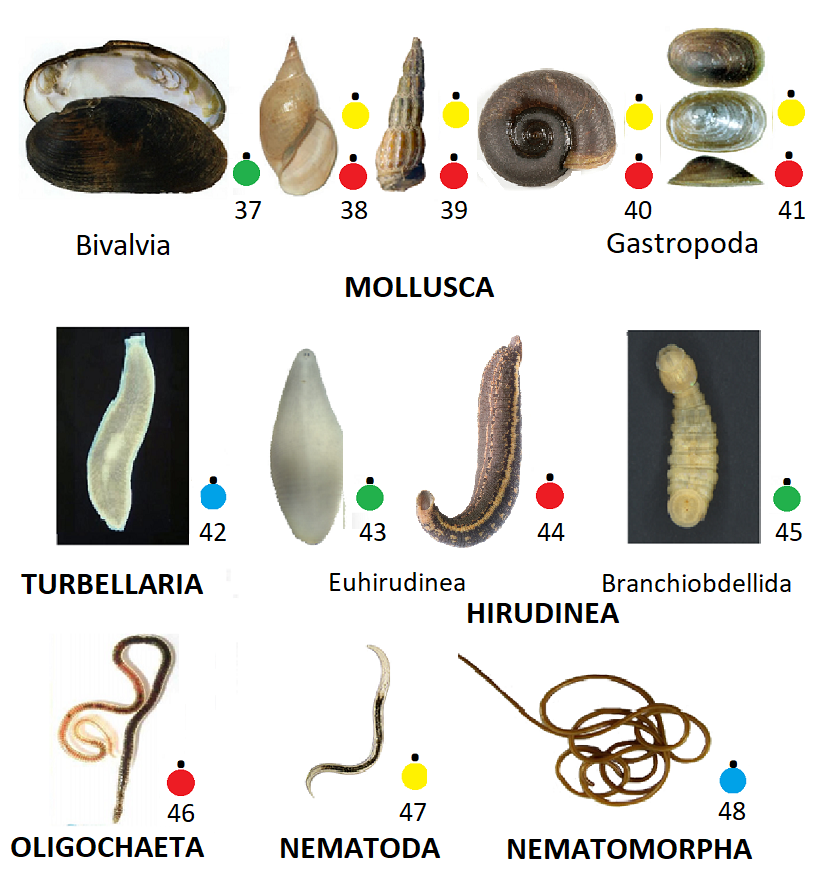 37
38
39
40
41
Bivalvia
Gastropoda
MOLLUSCA
42
43
44
45
TURBELLARIA
Euhirudinea
Branchiobdellida
HIRUDINEA
46
47
48
OLIGOCHAETA
NEMATODA
NEMATOMORPHA